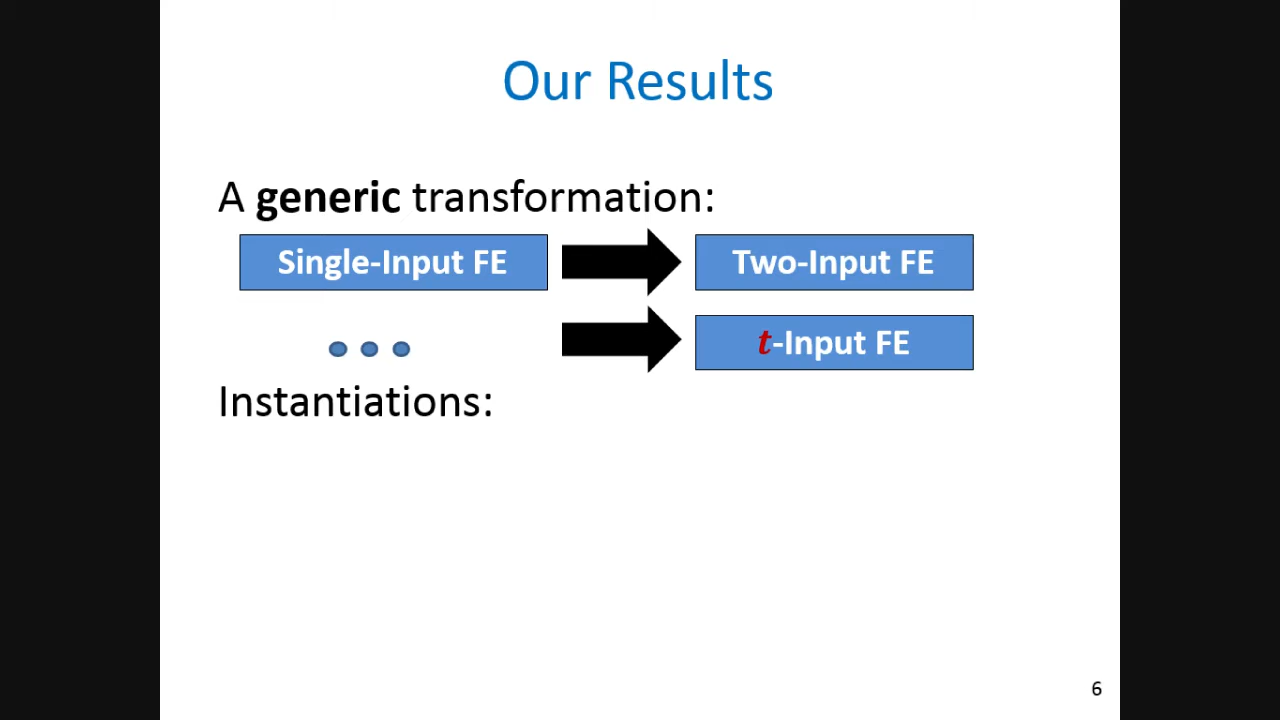 Our Results
A generic transformation:
Single-Input FE
Two-Input FE
t-Input FE
Instantiations:
6